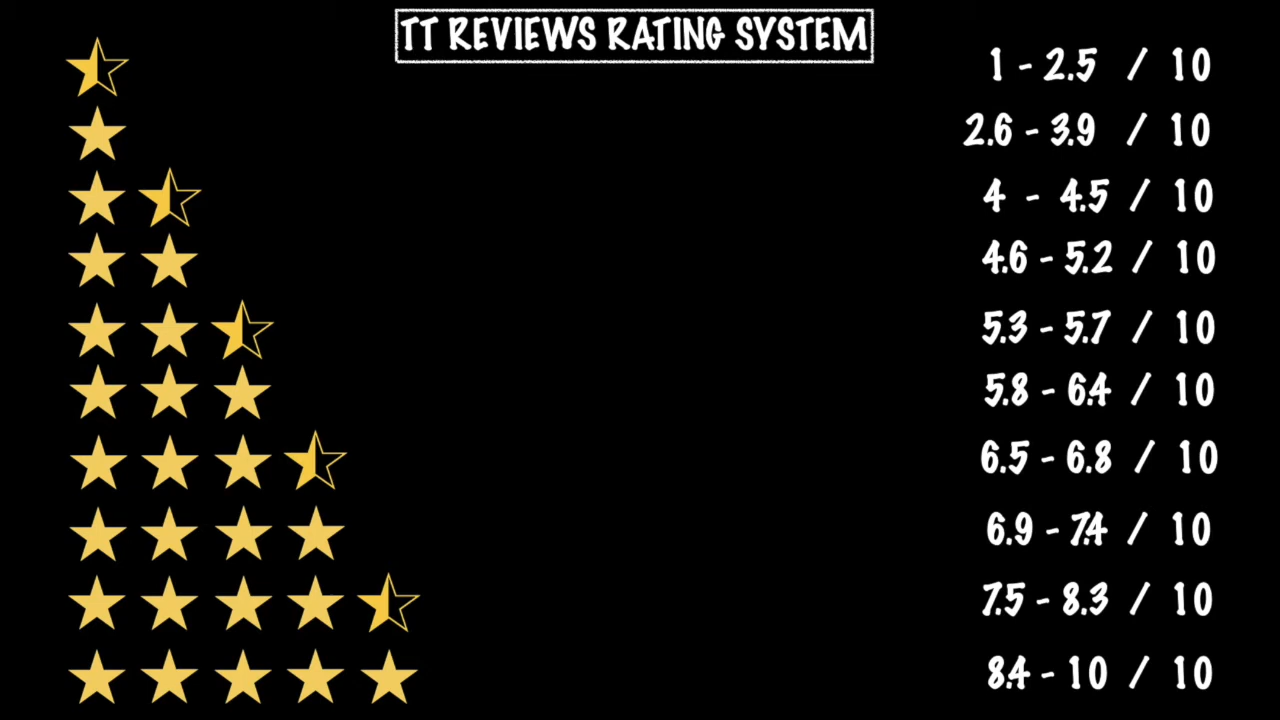 TT REVIEWS RATING SYSTEM
1 - 2.5 / 10
2.6 - 3.9 / 10
4 - 4.5 / 10
4.6 - 5.2 / 10
5.3 - 5.7 / 10
5.8 - 6.4 / 10
6.5 - 6.8 / 10
6.9 - 7.4 / 10
7.5 - 8.3 / 10
8.4 - 10 / 10